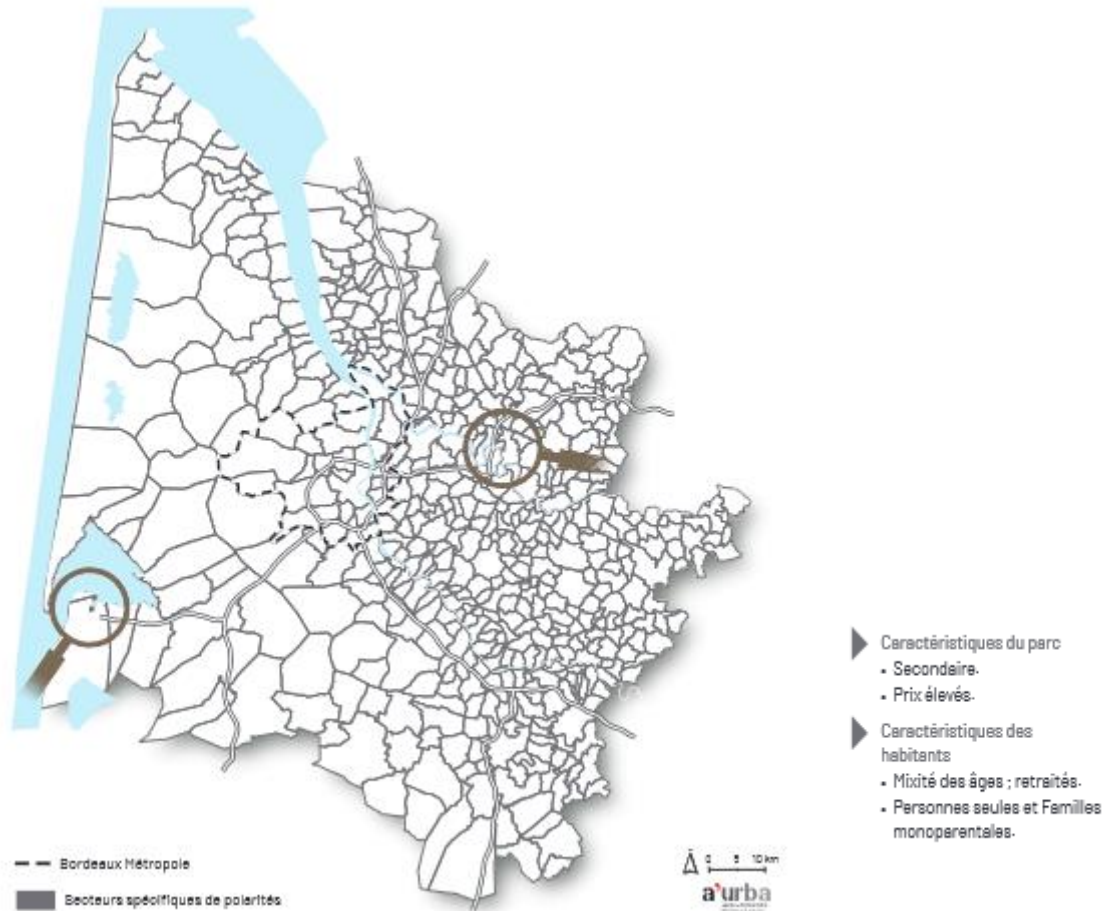 Caractéristiques du parc
▪ Secondaire.
▪ Prix élevés.
Caractéristiques des
habitants
▪ Mixité des âges ; retraités.
▪ Personnes seules et Familles
monoparentales.
Bordeaux Métropole
Secteurs spécifiques de polarités
0 5 10 km
a'urba